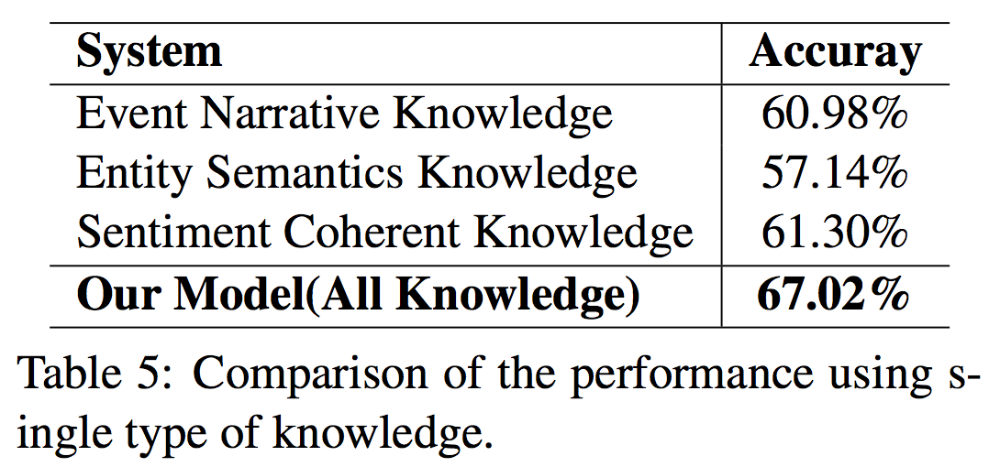 System Accuray
Event Narrative Knowledge 60.98%
Entity Semantics Knowledge 57.14%
Sentiment Coherent Knowledge 61.30%
Our Model(All Knowledge) 67.02%
Table 5: Comparison of the performance using s-
ingle type of knowledge.